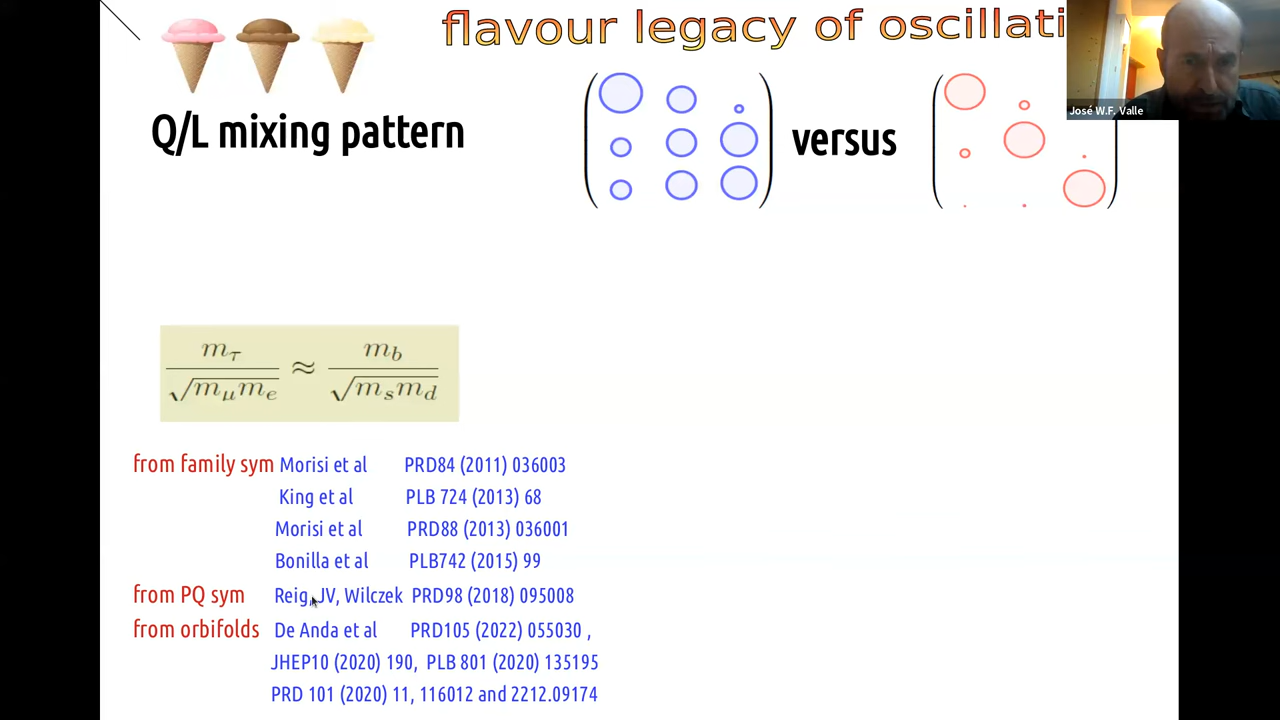 flavour legacy of oscillati
José W.F. Valle
Q/L mixing pattern
versus
m_τ / √(m_μ m_e) ≈ m_b / √(m_s m_d)
from family sym Morisi et al PRD84 (2011) 036003
King et al PLB 724 (2013) 68
Morisi et al PRD88 (2013) 036001
Bonilla et al PLB742 (2015) 99
from PQ sym Reig, JV, Wilczek PRD98 (2018) 095008
from orbifolds De Anda et al PRD105 (2022) 055030 ,
JHEP10 (2020) 190, PLB 801 (2020) 135195
PRD 101 (2020) 11, 116012 and 2212.09174